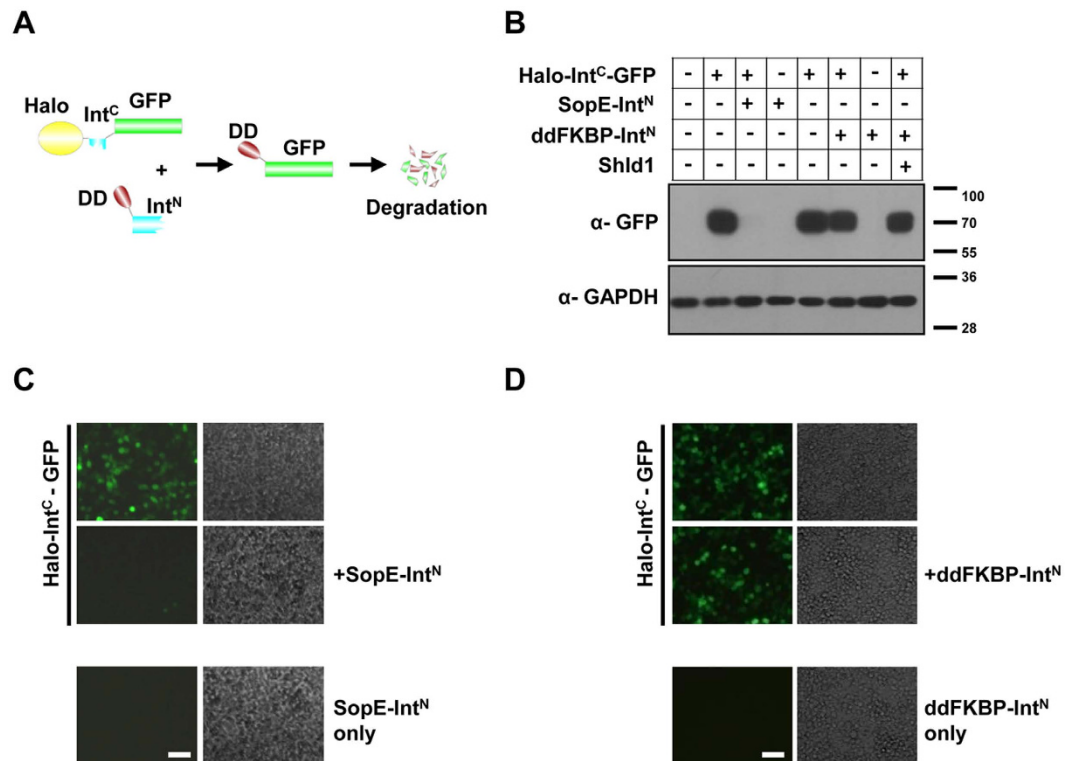 A
Halo
Int^C
GFP
+
DD
Int^N
DD
GFP
Degradation
B
Halo-Int^C-GFP - + + - + + - +
SopE-Int^N - - + + - - - -
ddFKBP-Int^N - - - - - + + +
Shld1 - - - - - - - +
α- GFP
100
70
55
α- GAPDH
36
28
C
Halo-Int^C - GFP
+SopE-Int^N
SopE-Int^N
only
D
Halo-Int^C - GFP
+ddFKBP-Int^N
ddFKBP-Int^N
only